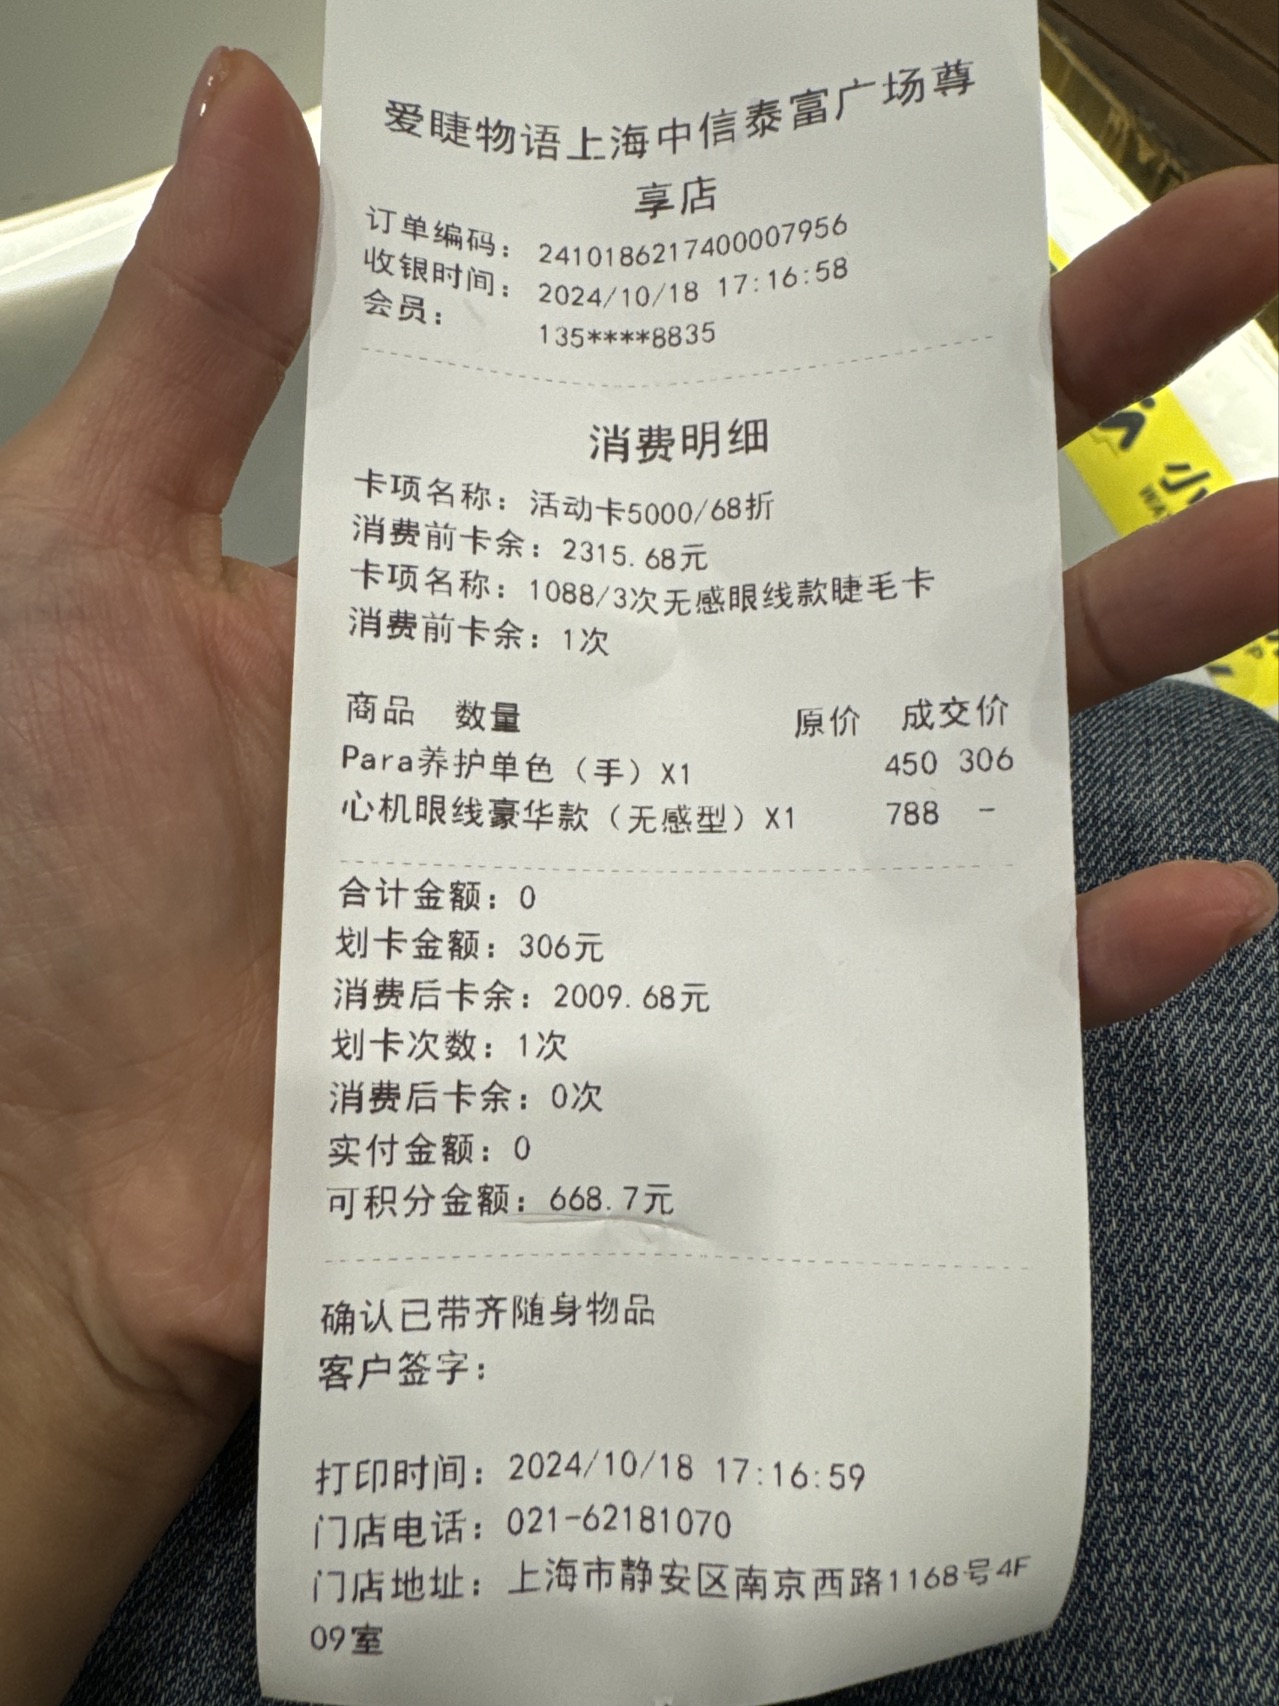 爱睫物语上海中信泰富广场尊
享店
订单编码：2410186217400007956
收银时间：2024/10/18 17:16:58
会员：135****8835
消费明细
卡项名称：活动卡5000/68折
消费前卡余：2315.68元
卡项名称：1088/3次无感眼线款睫毛卡
消费前卡余：1次
商品 数量 原价 成交价
Para养护单色（手）X1 450 306
心机眼线豪华款（无感型）X1 788 -
合计金额：0
划卡金额：306元
消费后卡余：2009.68元
划卡次数：1次
消费后卡余：0次
实付金额：0
可积分金额：668.7元
确认已带齐随身物品
客户签字：
打印时间：2024/10/18 17:16:59
门店电话：021-62181070
门店地址：上海市静安区南京西路1168号4F
09室
小